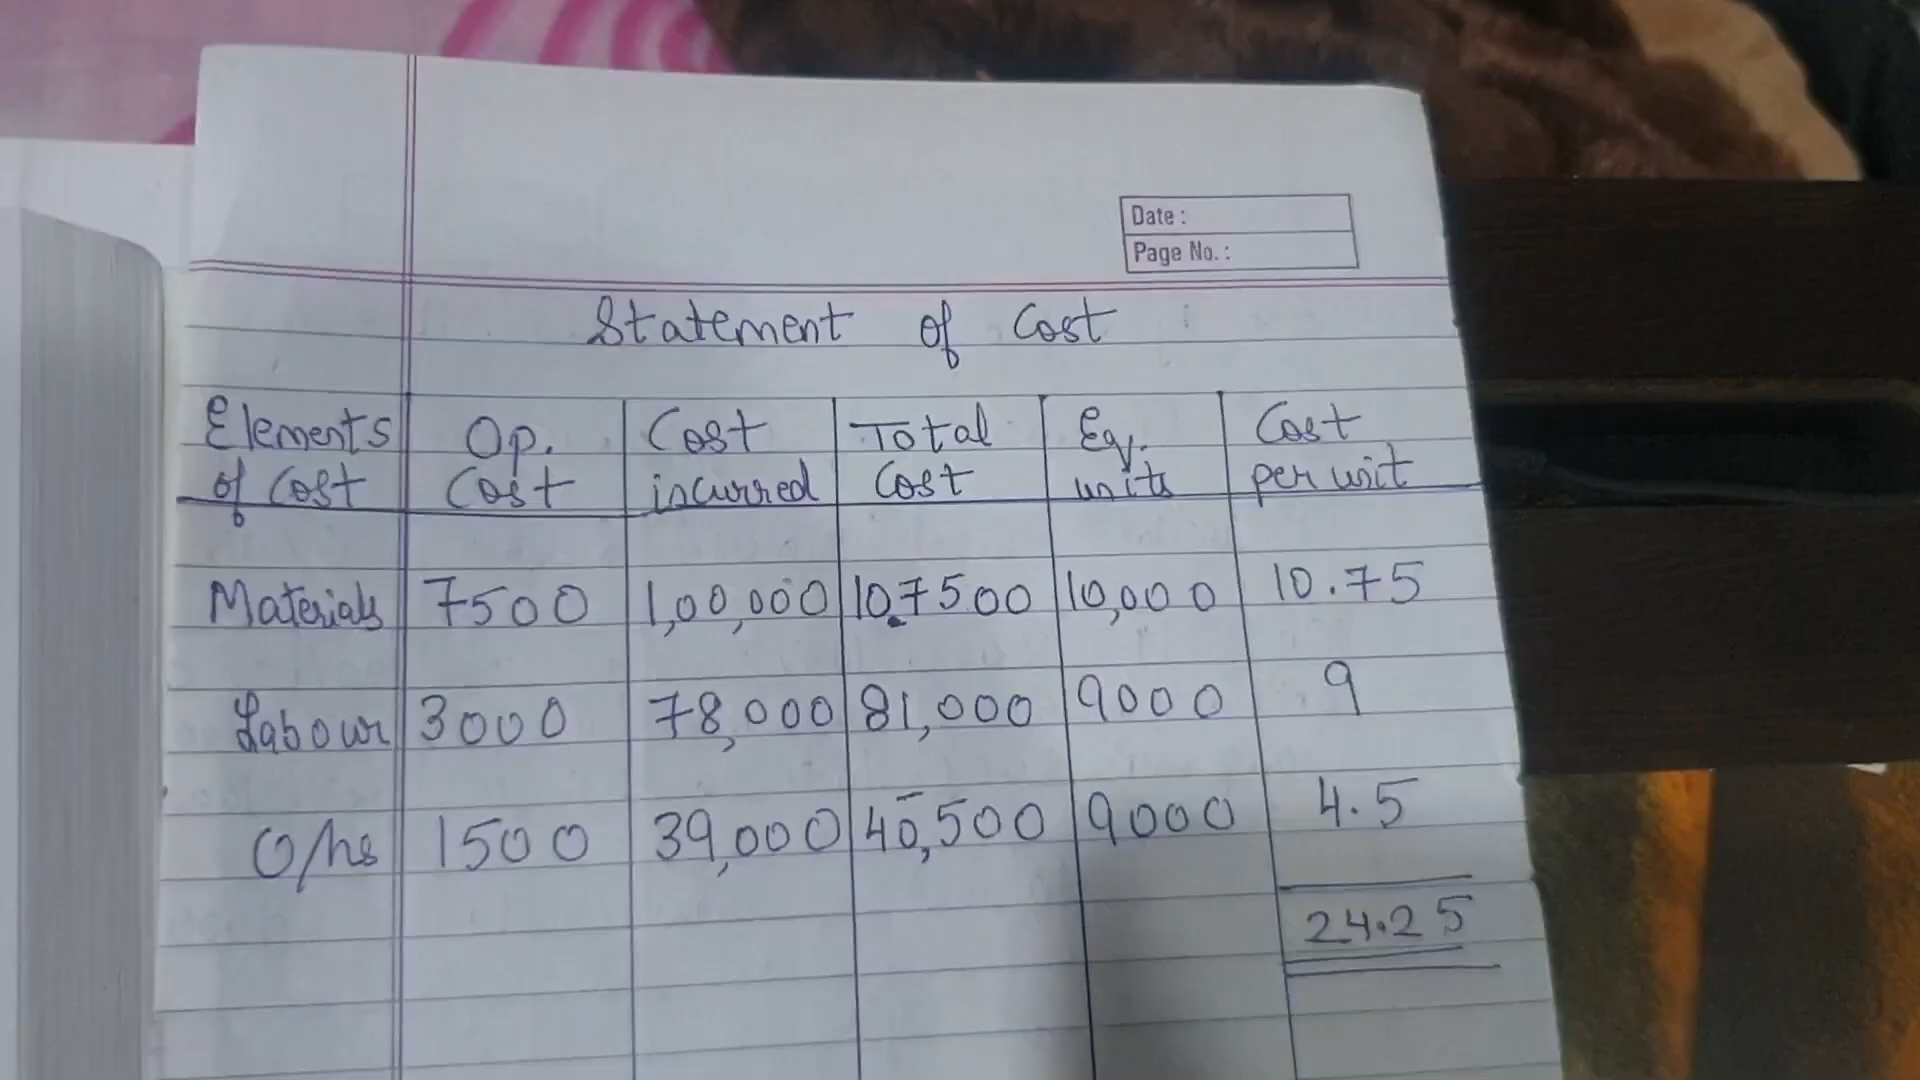 Date :
Page No. :
Statement of Cost
Elements of Cost | Op. Cost | Cost incurred | Total Cost | Eq. units | Cost per unit
Materials | 7500 | 1,00,000 | 107500 | 10,000 | 10.75
Labour | 3000 | 78,000 | 81,000 | 9000 | 9
O/hs | 1500 | 39,000 | 40,500 | 9000 | 4.5
24.25